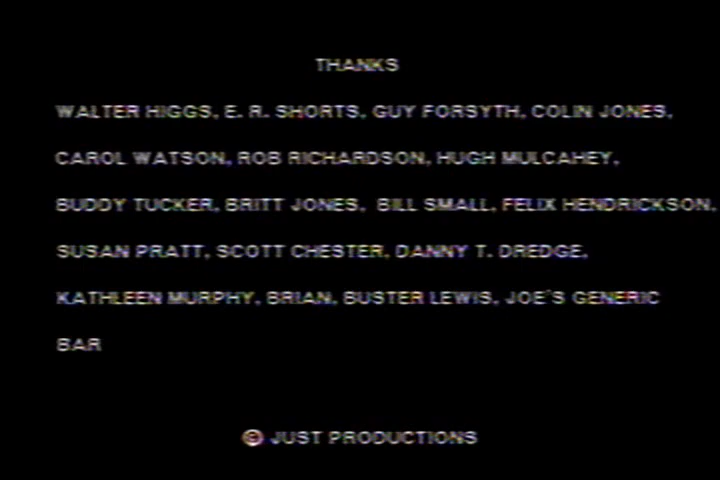 THANKS
WALTER HIGGS, E. R. SHORTS, GUY FORSYTH, COLIN JONES,
CAROL WATSON, ROB RICHARDSON, HUGH MULCAHEY,
BUDDY TUCKER, BRITT JONES, BILL SMALL, FELIX HENDRICKSON,
SUSAN PRATT, SCOTT CHESTER, DANNY T. DREDGE,
KATHLEEN MURPHY, BRIAN, BUSTER LEWIS, JOE'S GENERIC
BAR
© JUST PRODUCTIONS